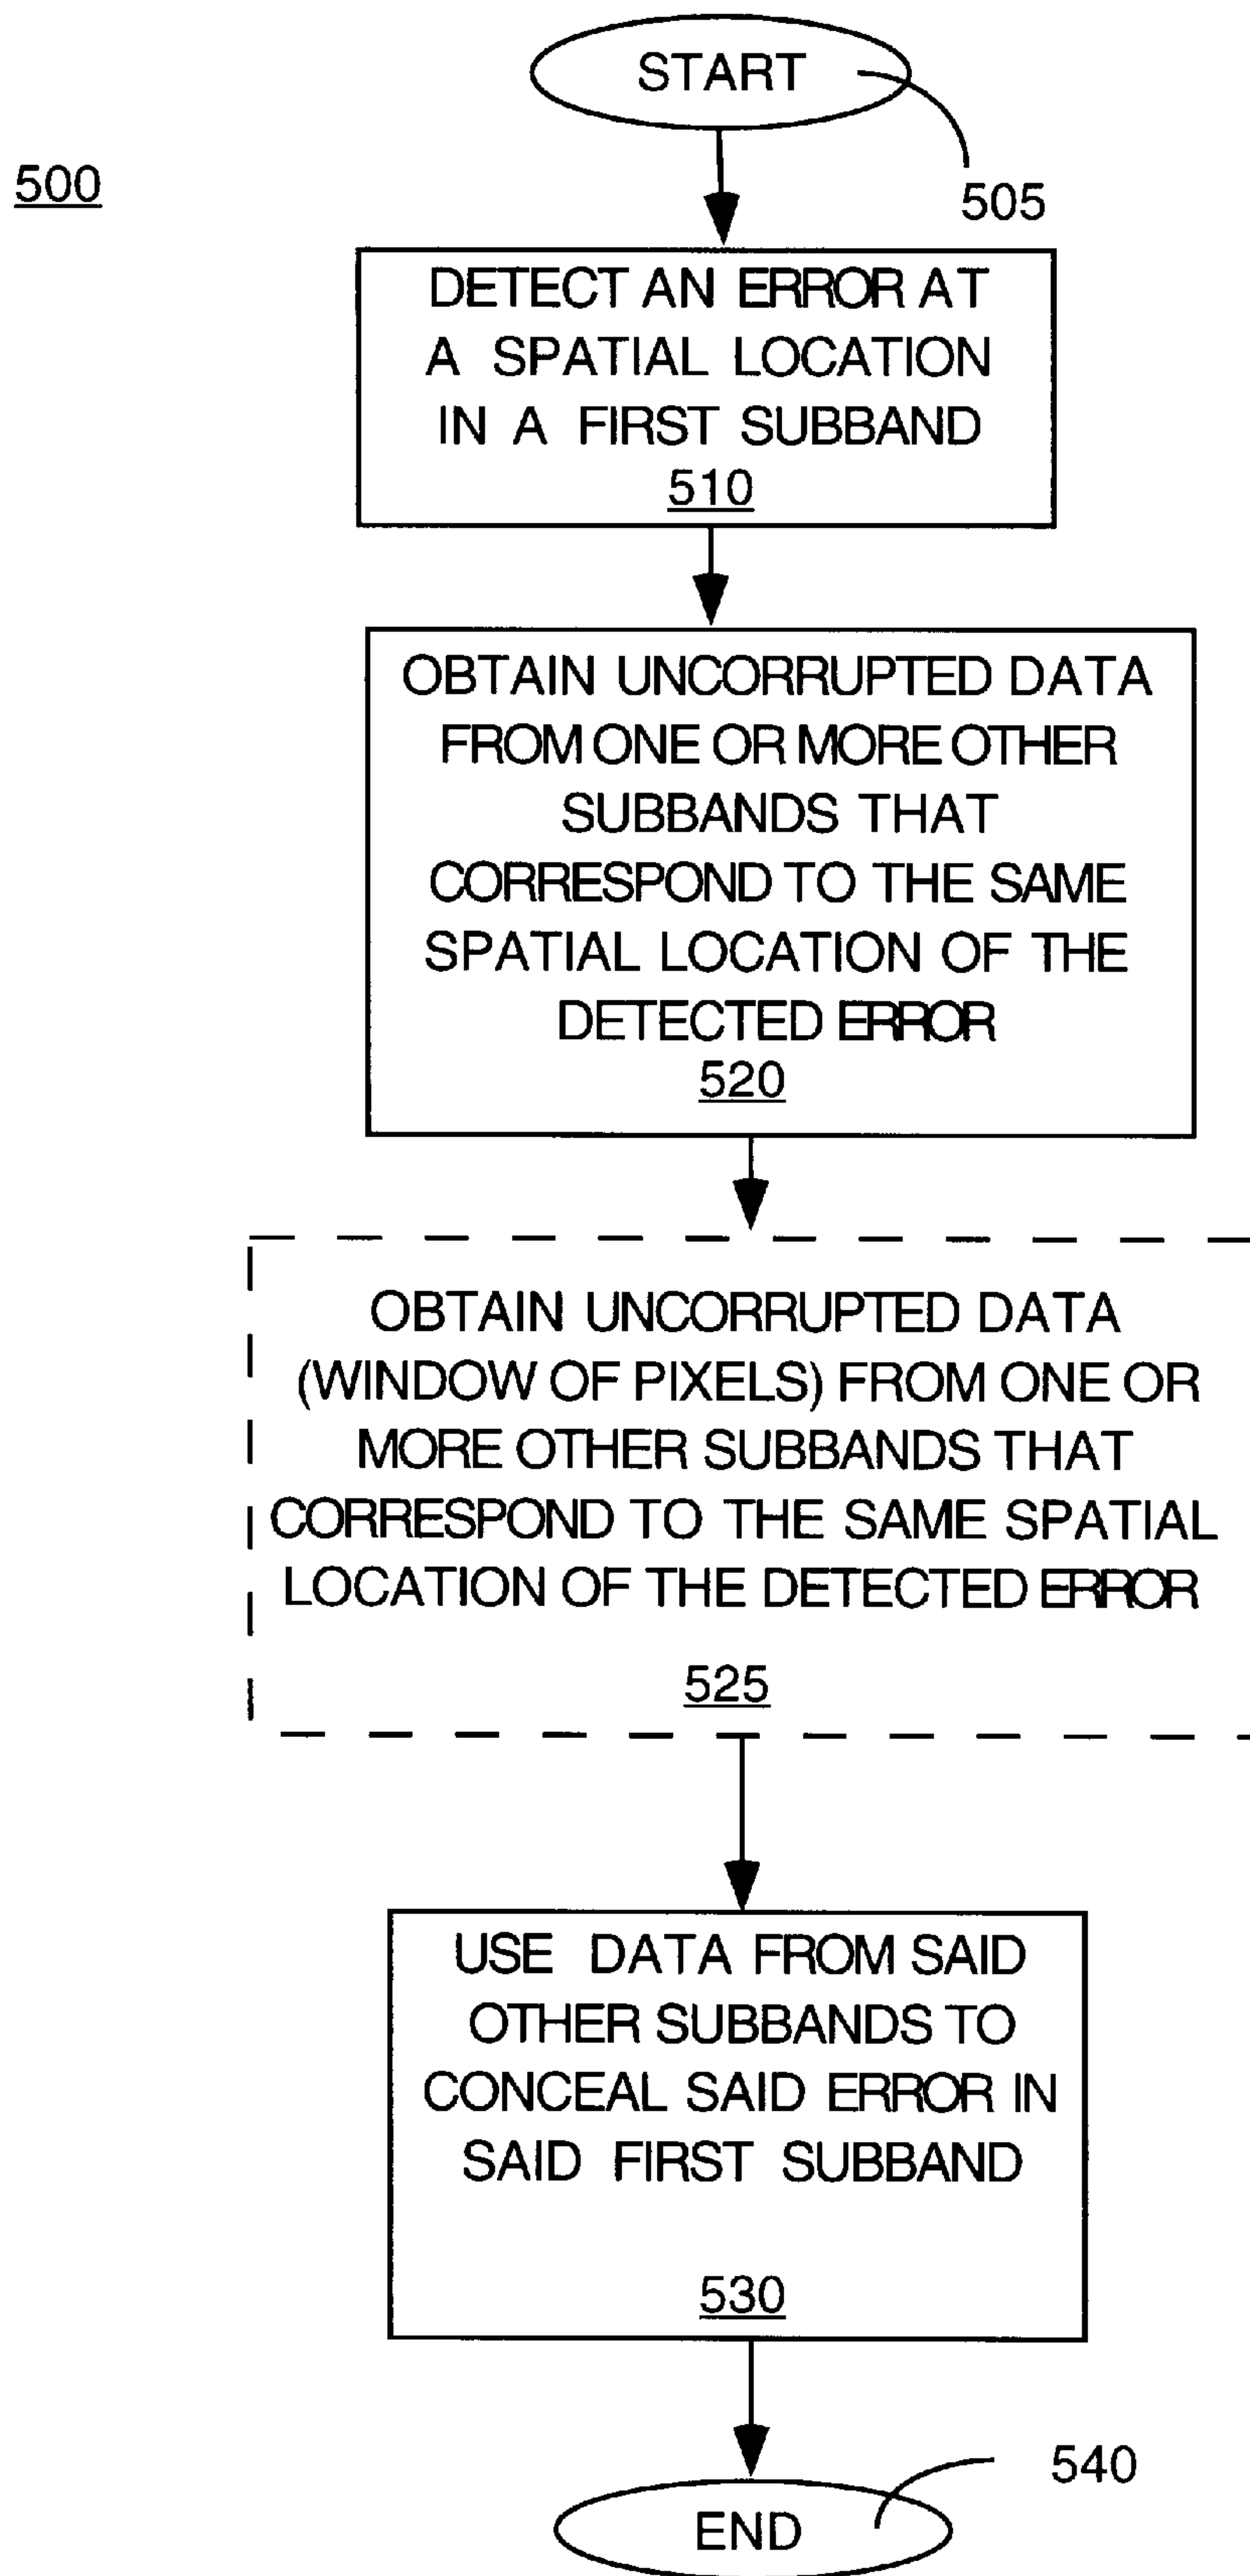 START
500
505
DETECT AN ERROR AT
A SPATIAL LOCATION
IN A FIRST SUBBAND
510
OBTAIN UNCORRUPTED DATA
FROM ONE OR MORE OTHER
SUBBANDS THAT
CORRESPOND TO THE SAME
SPATIAL LOCATION OF THE
DETECTED ERROR
520
OBTAIN UNCORRUPTED DATA
(WINDOW OF PIXELS) FROM ONE OR
MORE OTHER SUBBANDS THAT
CORRESPOND TO THE SAME SPATIAL
LOCATION OF THE DETECTED ERROR
525
USE DATA FROM SAID
OTHER SUBBANDS TO
CONCEAL SAID ERROR IN
SAID FIRST SUBBAND
530
540
END